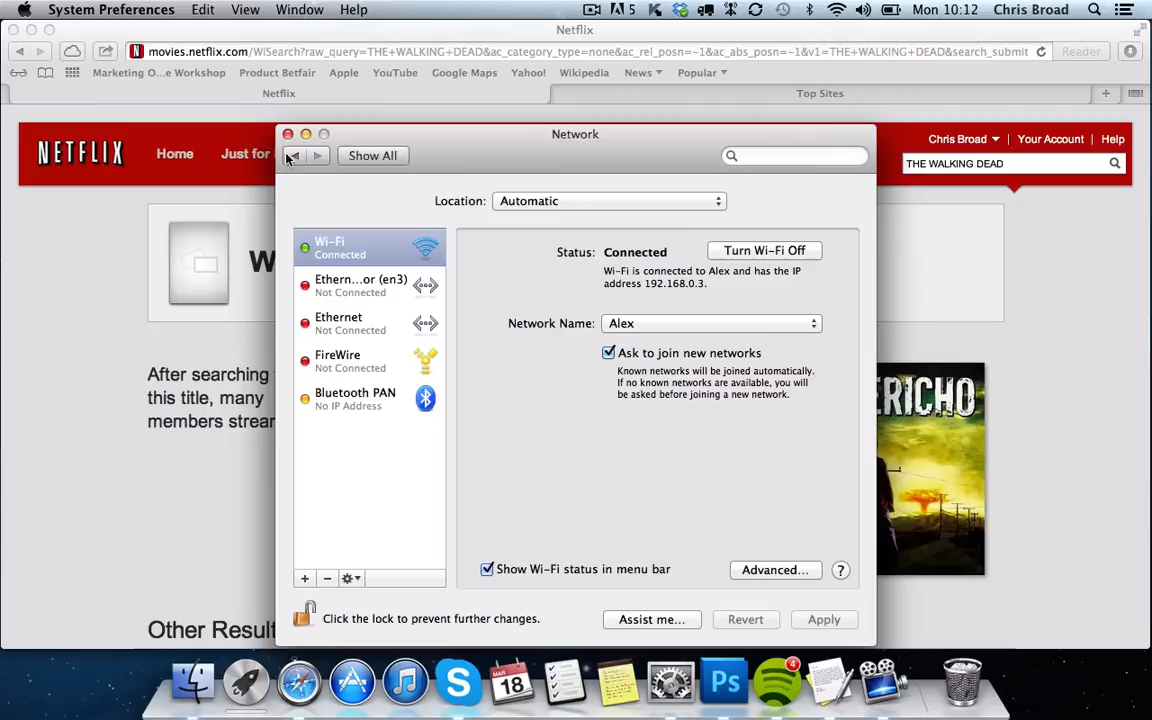 System Preferences Edit View Window Help 5 Mon 10:12 Chris Broad
Netflix
movies.netflix.com/WiSearch?raw_query=THE+WALKING+DEAD&ac_category_type=none&ac_rel_posn=-1&ac_abs_posn=-1&v1=THE+WALKING+DEAD&search_submit Reader
Marketing O...e Workshop Product Betfair Apple YouTube Google Maps Yahoo! Wikipedia News Popular
Netflix Top Sites
NETFLIX Home Just for
Chris Broad Your Account Help
THE WALKING DEAD
Network
Show All
Location: Automatic
Wi-Fi
Connected
Ethern...or (en3)
Not Connected
Ethernet
Not Connected
FireWire
Not Connected
Bluetooth PAN
No IP Address
Status: Connected Turn Wi-Fi Off
Wi-Fi is connected to Alex and has the IP
address 192.168.0.3.
Network Name: Alex
Ask to join new networks
Known networks will be joined automatically.
If no known networks are available, you will
be asked before joining a new network.
Show Wi-Fi status in menu bar Advanced... ?
Click the lock to prevent further changes. Assist me... Revert Apply
W
After searching
this title, many
members strea
ERICHO
Other Result
MAR
18
Ps
4